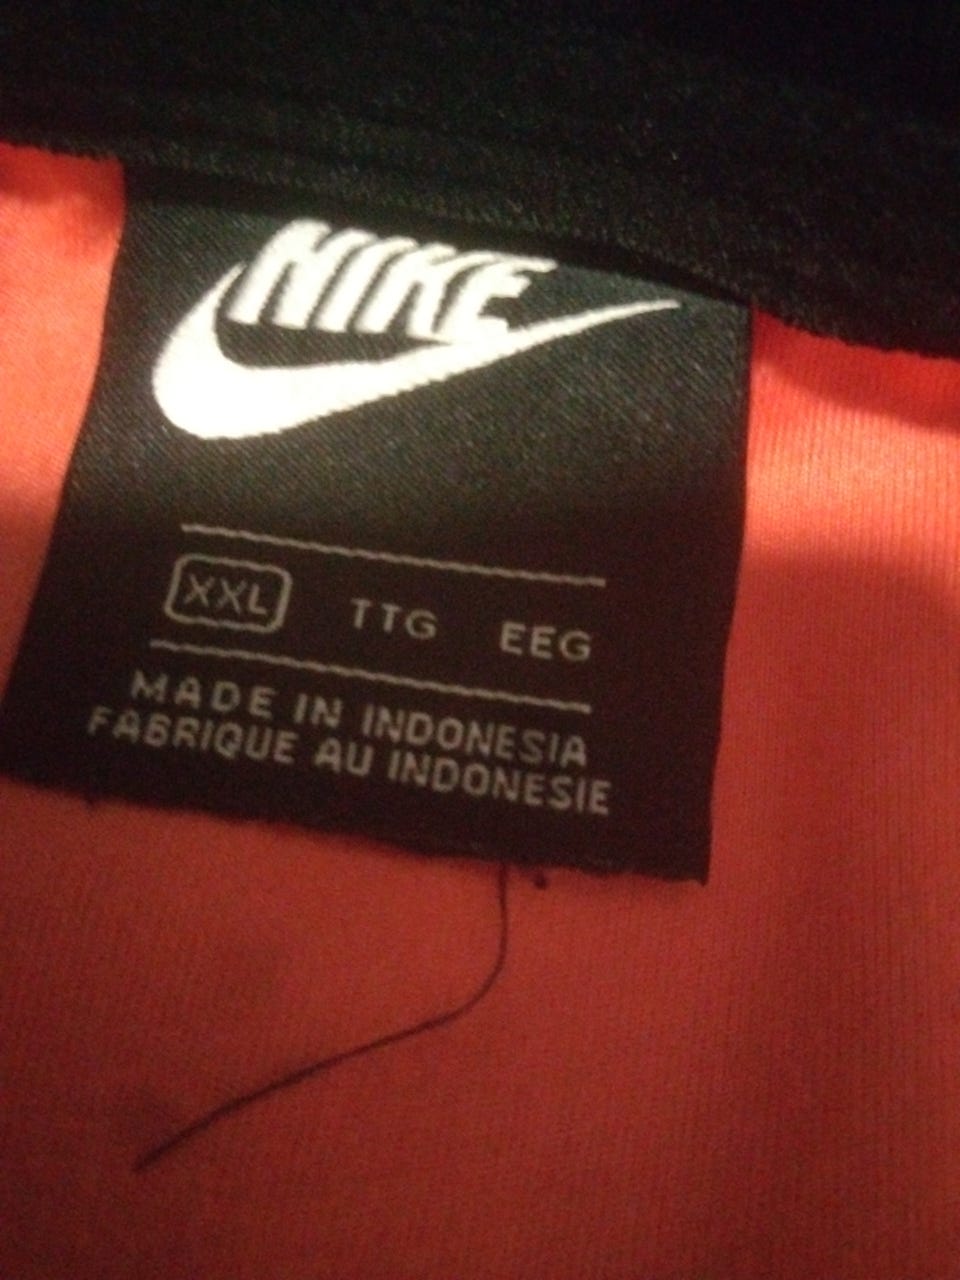 NIKE
XXL TTG EEG
MADE IN INDONESIA
FABRIQUE AU INDONESIE